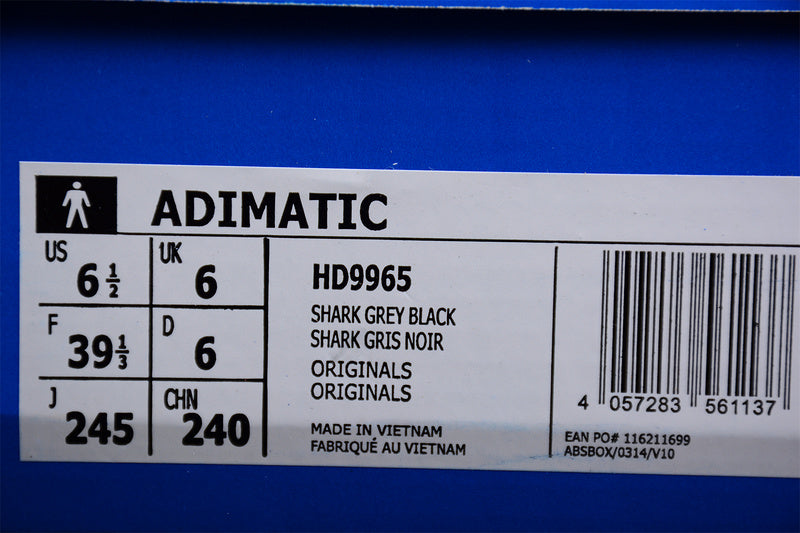 ADIMATIC
US 6 1/2 UK 6
F 39 1/3 D 6
J 245 CHN 240
HD9965
SHARK GREY BLACK
SHARK GRIS NOIR
ORIGINALS
ORIGINALS
MADE IN VIETNAM
FABRIQUÉ AU VIETNAM
4 057283 561137
EAN PO# 116211699
ABSBOX/0314/V10